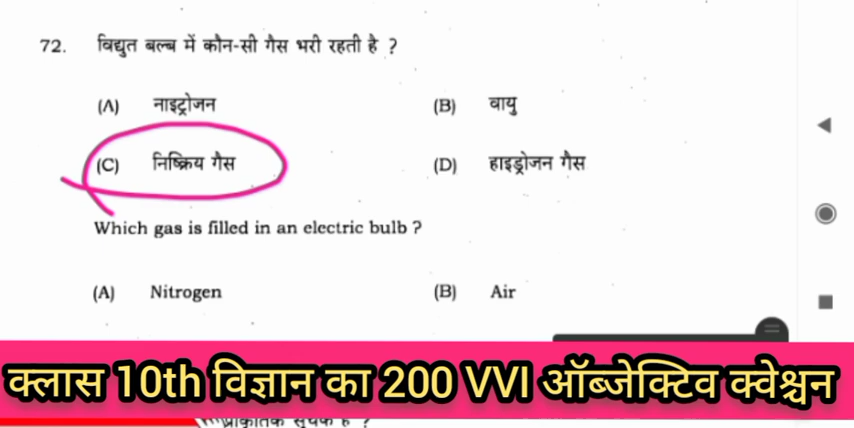 72. विद्युत बल्ब में कौन-सी गैस भरी रहती है ?
(A) नाइट्रोजन (B) वायु
(C) निष्क्रिय गैस (D) हाइड्रोजन गैस
Which gas is filled in an electric bulb ?
(A) Nitrogen (B) Air
क्लास 10th विज्ञान का 200 VVI ऑब्जेक्टिव क्वेश्चन